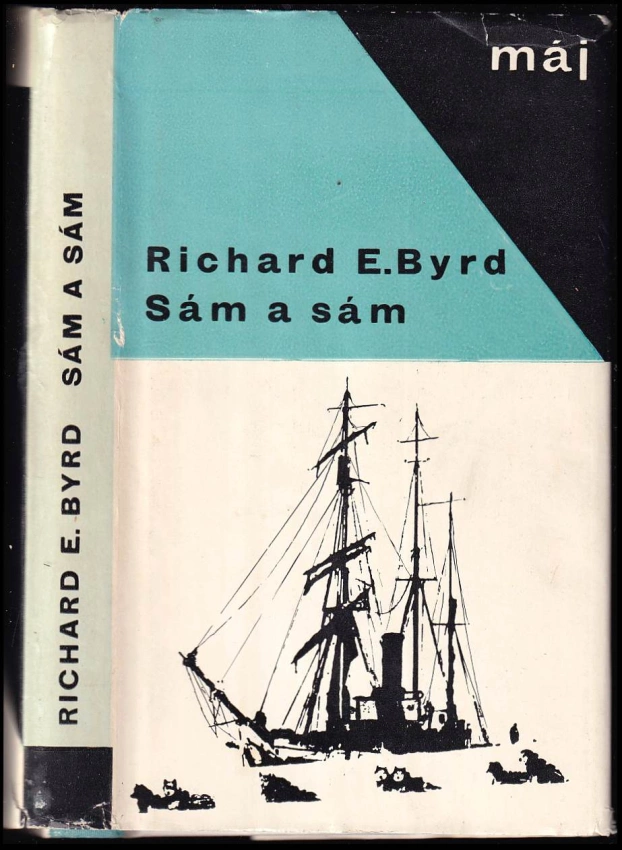 máj
Richard E. Byrd
Sám a sám
RICHARD E. BYRD SÁM A SÁM